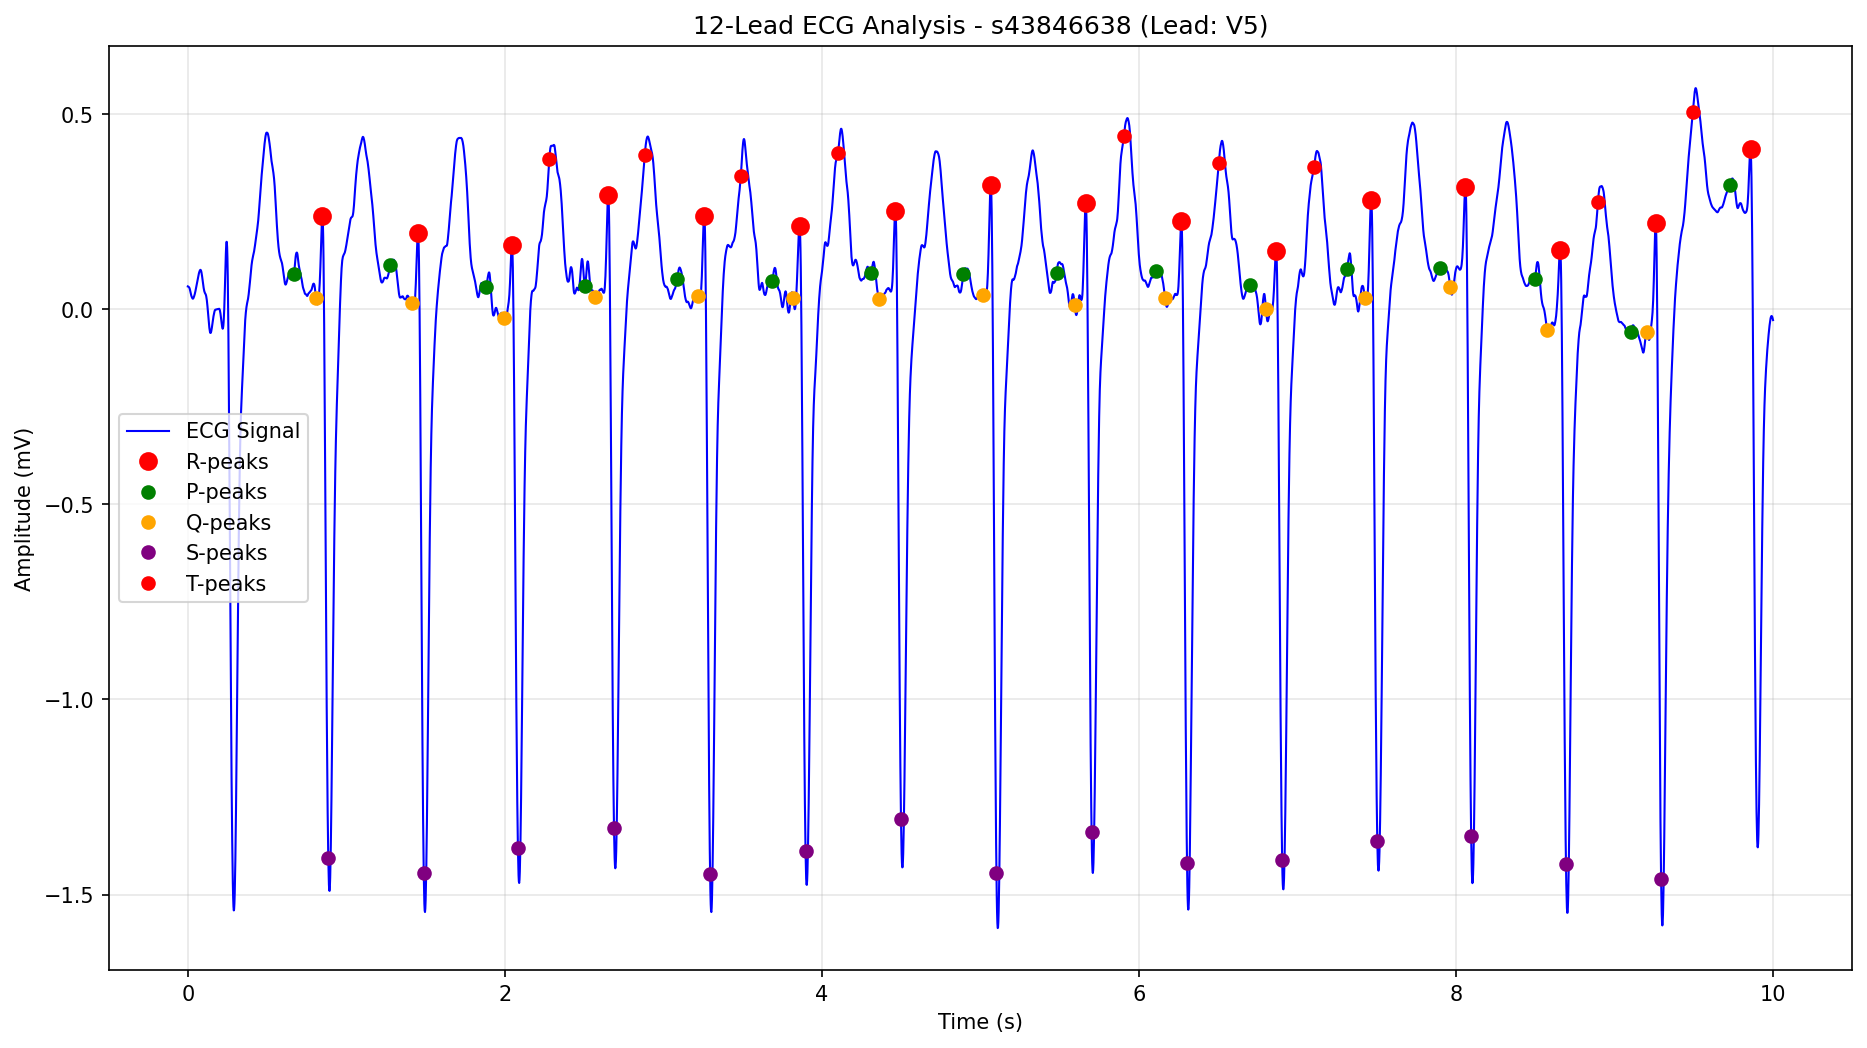 12-Lead ECG Analysis - s43846638 (Lead: V5)
0.5
0.0
−0.5
−1.0
−1.5
Amplitude (mV)
ECG Signal
R-peaks
P-peaks
Q-peaks
S-peaks
T-peaks
0 2 4 6 8 10
Time (s)